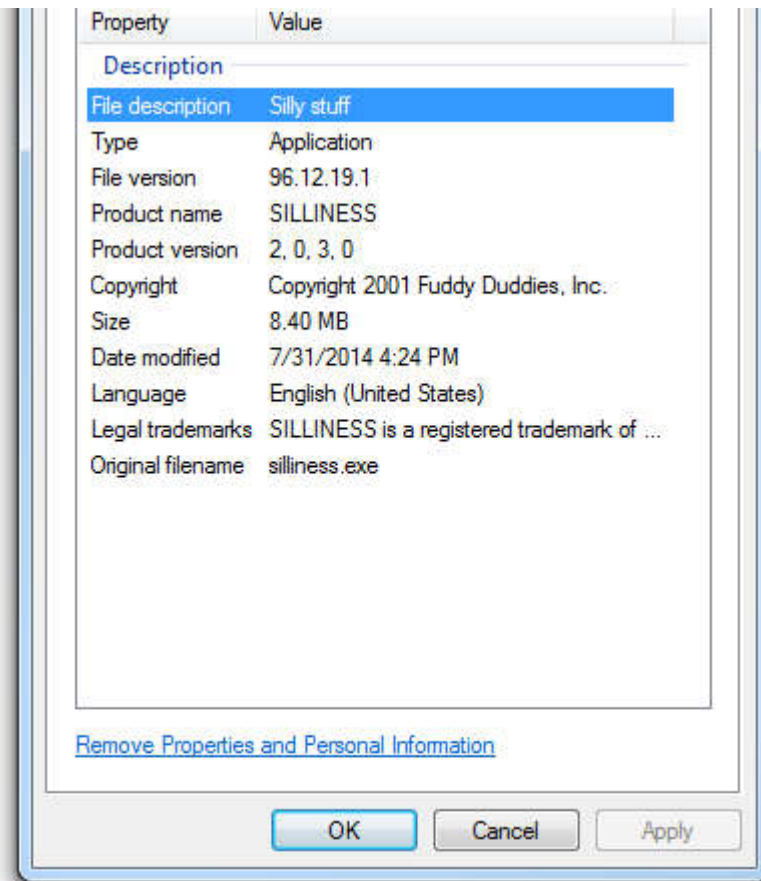 Property Value
Description
File description Silly stuff
Type Application
File version 96.12.19.1
Product name SILLINESS
Product version 2, 0, 3, 0
Copyright Copyright 2001 Fuddy Duddies, Inc.
Size 8.40 MB
Date modified 7/31/2014 4:24 PM
Language English (United States)
Legal trademarks SILLINESS is a registered trademark of ...
Original filename silliness.exe
Remove Properties and Personal Information
OK Cancel Apply